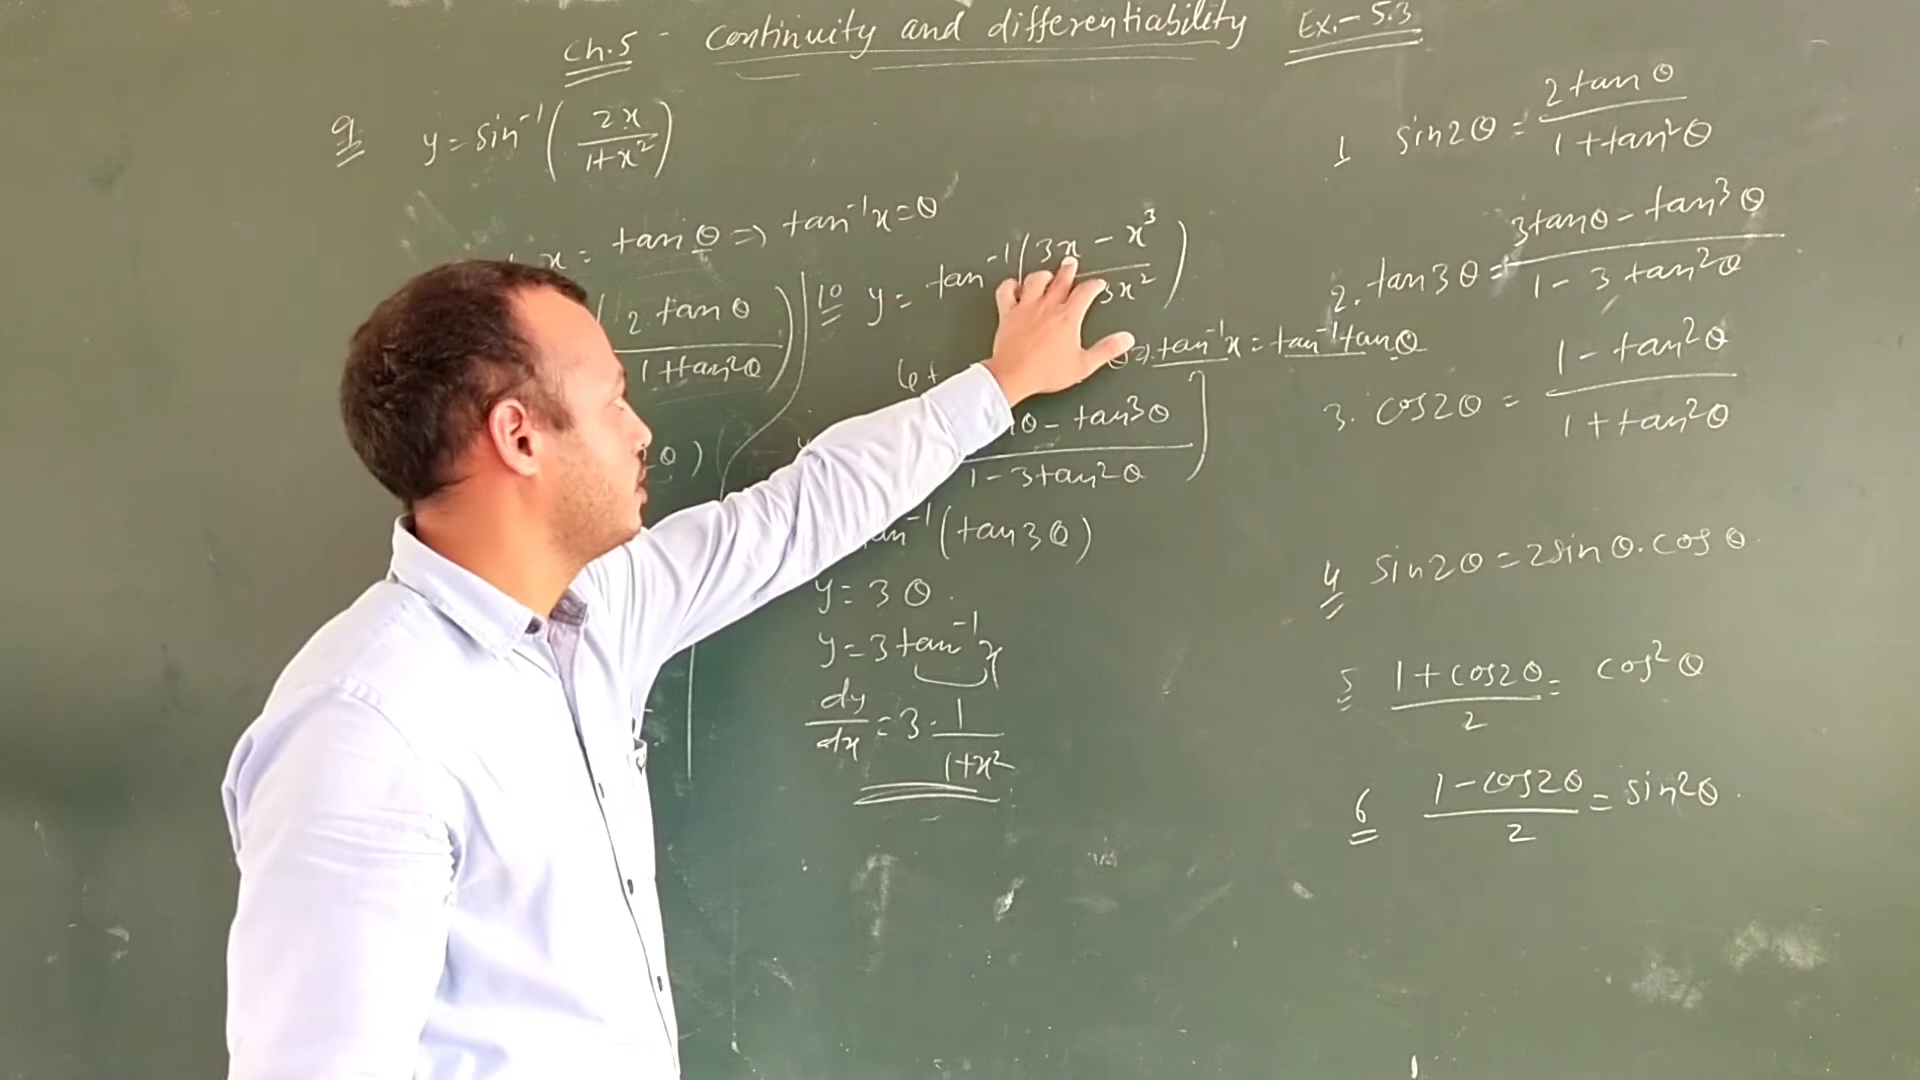 Ch.5 - Continuity and differentiability Ex.- 5.3
9 y = sin⁻¹(2x/1+x²)
x = tan θ ⇒ tan⁻¹x = θ
2.tan θ/1+tan²θ)
θ)
10 y = tan⁻¹(3x - x³/3x²)
⇒ tan⁻¹x = tan⁻¹tanθ
θ - tan³θ/1 - 3tan²θ]
(tan3θ)
y = 3θ.
y = 3tan⁻¹x
dy/dx = 3.1/1+x²
1 sin2θ = 2tanθ/1+tan²θ
2. tan3θ = 3tanθ - tan³θ/1 - 3tan²θ
3. cos2θ = 1 - tan²θ/1 + tan²θ
4 sin2θ = 2sinθ.cosθ.
5 1+cos2θ/2 = cos²θ
6 1-cos2θ/2 = sin²θ.